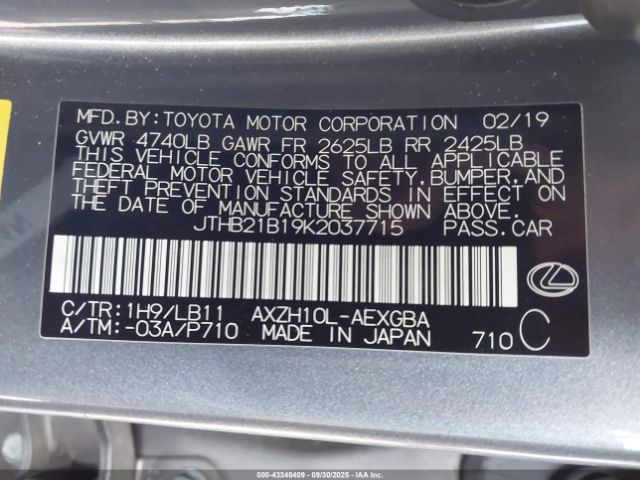 MFD.BY: TOYOTA MOTOR CORPORATION 02/19
GVWR 4740LB GAWR FR 2625LB RR 2425LB
THIS VEHICLE CONFORMS TO ALL APPLICABLE
FEDERAL MOTOR VEHICLE SAFETY, BUMPER, AND
THEFT PREVENTION STANDARDS IN EFFECT ON
THE DATE OF MANUFACTURE SHOWN ABOVE.
JTHB21B19K2037715 PASS.CAR
C/TR:1H9/LB11 AXZH10L-AEXGBA
A/TM:-03A/P710 MADE IN JAPAN 710 C
00-43348409 - 09/30/2025 - COPYRIGHT IAA